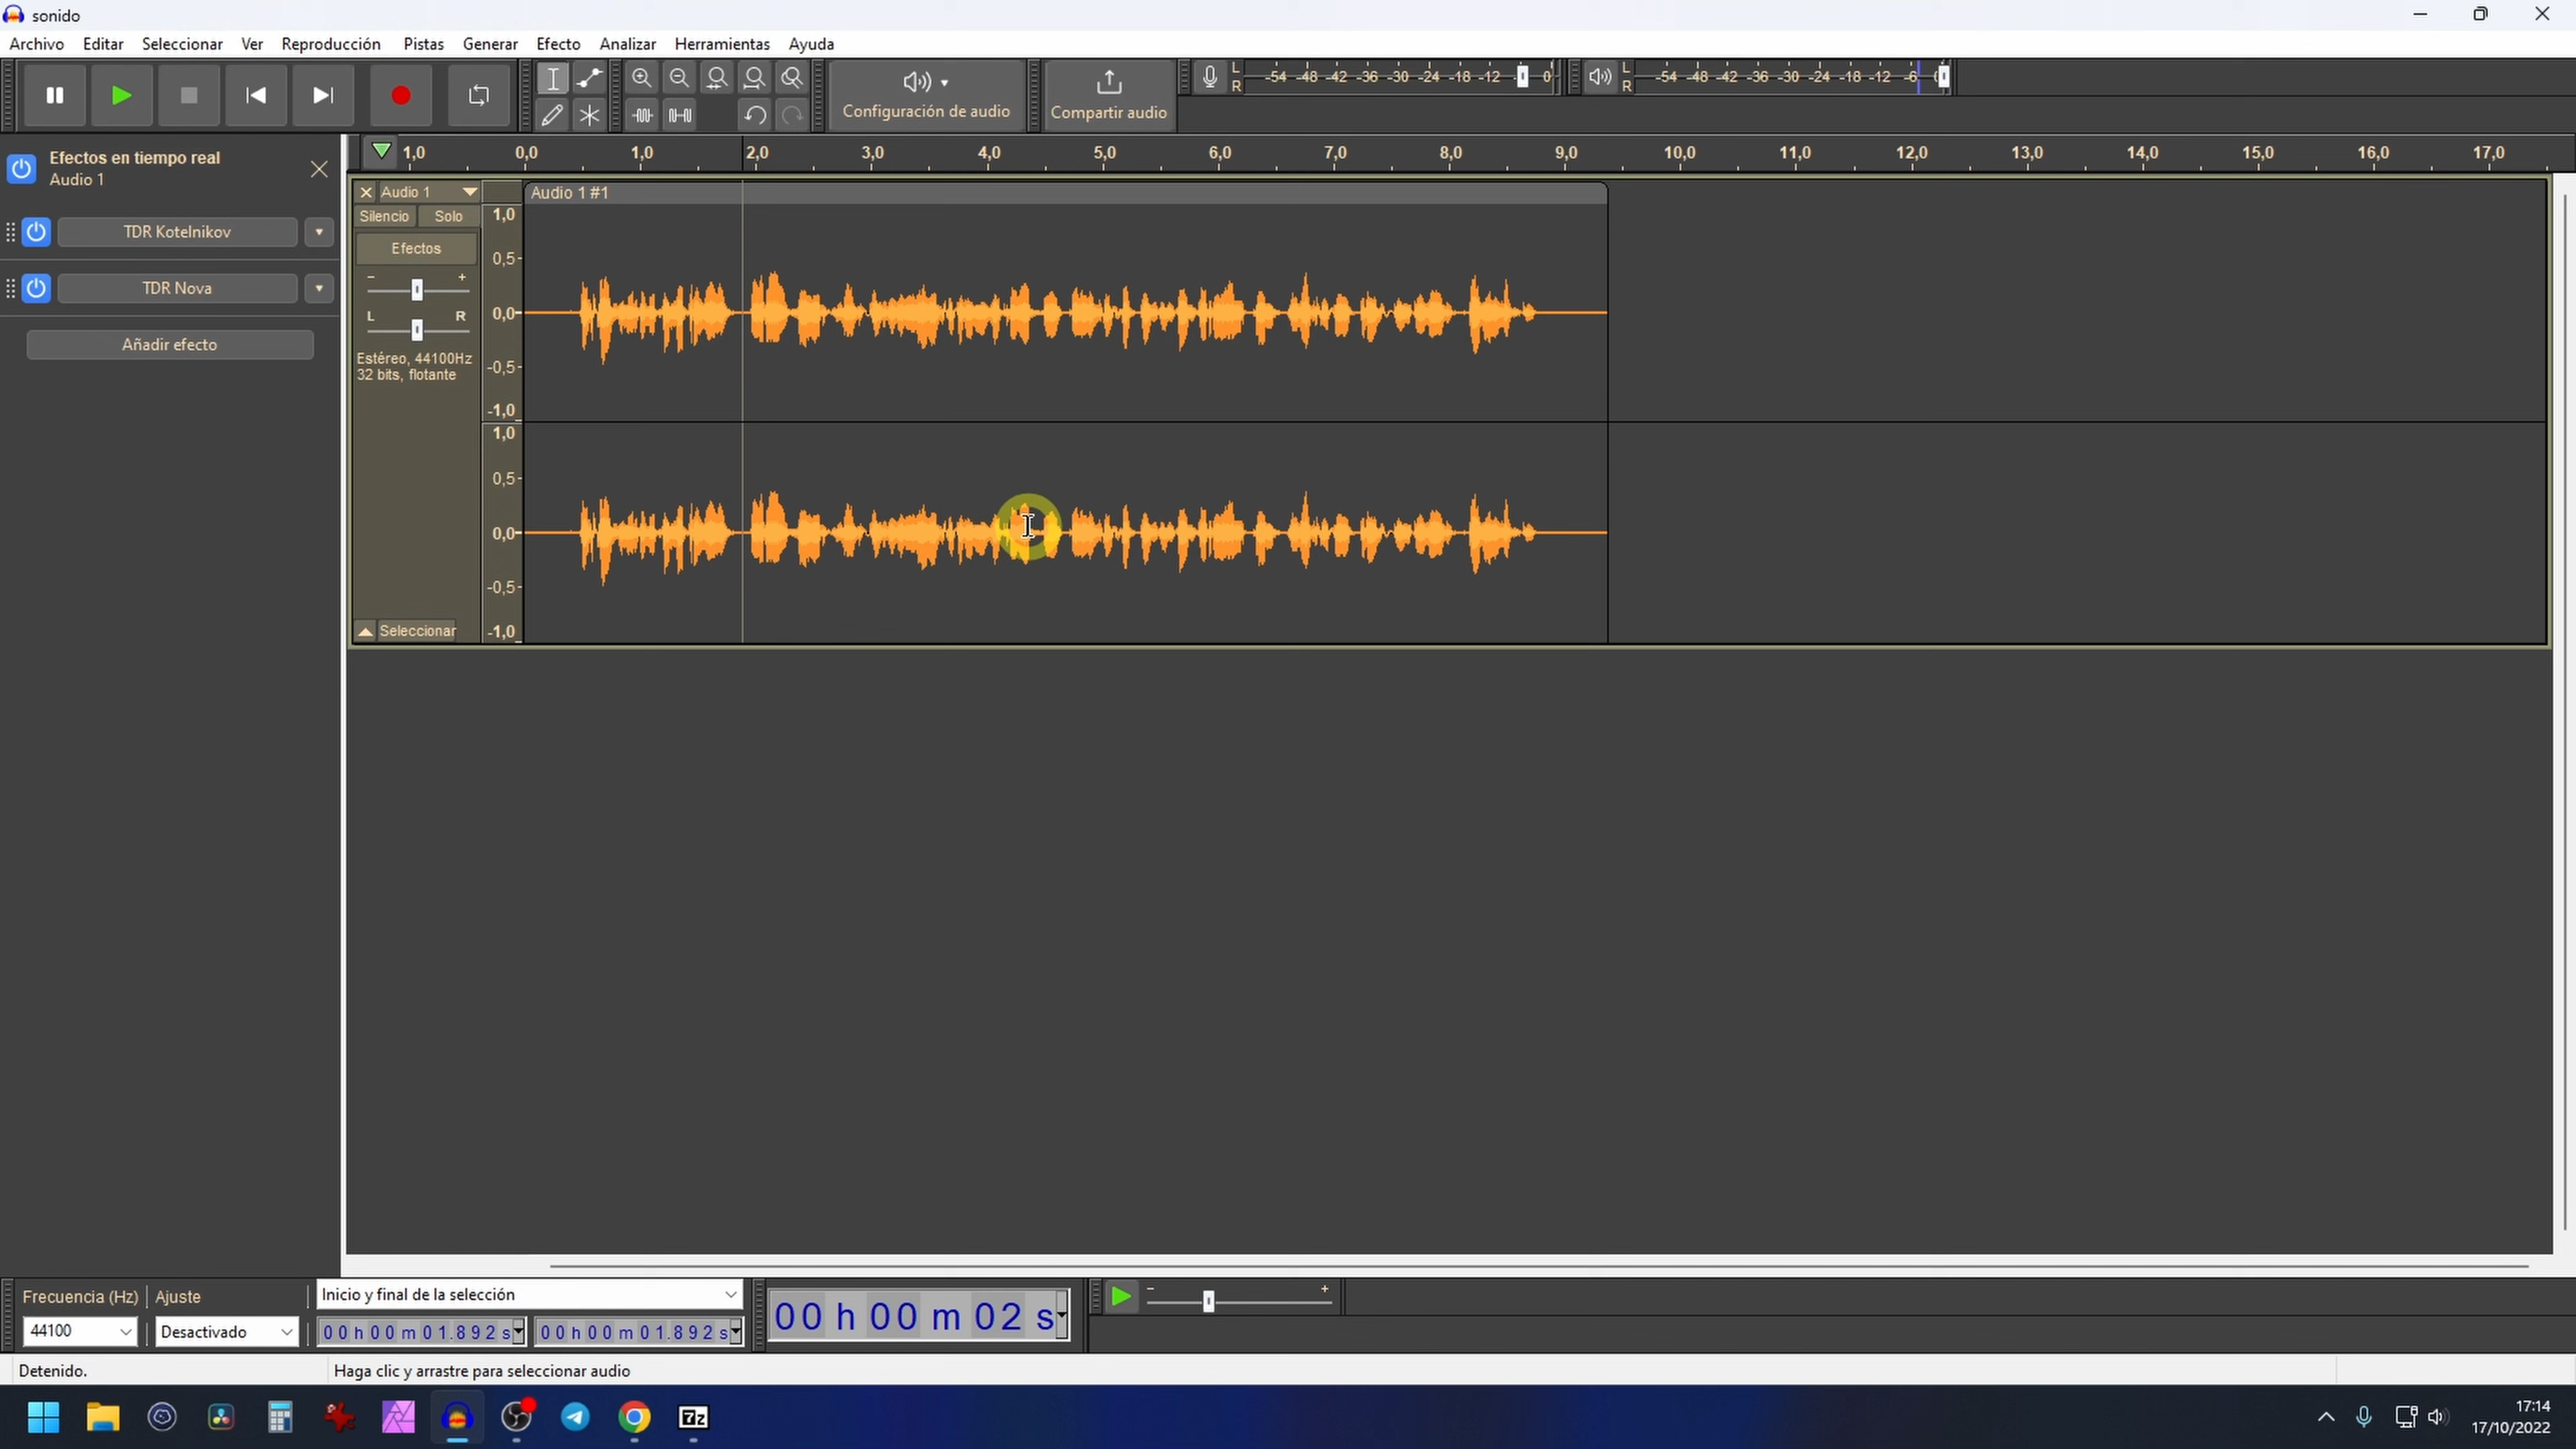 sonido
Archivo Editar Seleccionar Ver Reproducción Pistas Generar Efecto Analizar Herramientas Ayuda
L -54 -48 -42 -36 -30 -24 -18 -12 0
R
L -54 -48 -42 -36 -30 -24 -18 -12 -6
R
Configuración de audio
Compartir audio
Efectos en tiempo real
Audio 1
1,0 0,0 1,0 2,0 3,0 4,0 5,0 6,0 7,0 8,0 9,0 10,0 11,0 12,0 13,0 14,0 15,0 16,0 17,0
TDR Kotelnikov
TDR Nova
Añadir efecto
Audio 1
Audio 1 #1
Silencio Solo
Efectos
- +
L R
Estéreo, 44100Hz
32 bits, flotante
Seleccionar
1,0
0,5-
0,0-
-0,5-
-1,0
1,0
0,5-
0,0-
-0,5-
-1,0
Frecuencia (Hz) Ajuste
Inicio y final de la selección
44100
Desactivado
00 h 00 m 01.892 s
00 h 00 m 01.892 s
00 h 00 m 02 s
- +
Detenido.
Haga clic y arrastre para seleccionar audio
7z
17:14
17/10/2022